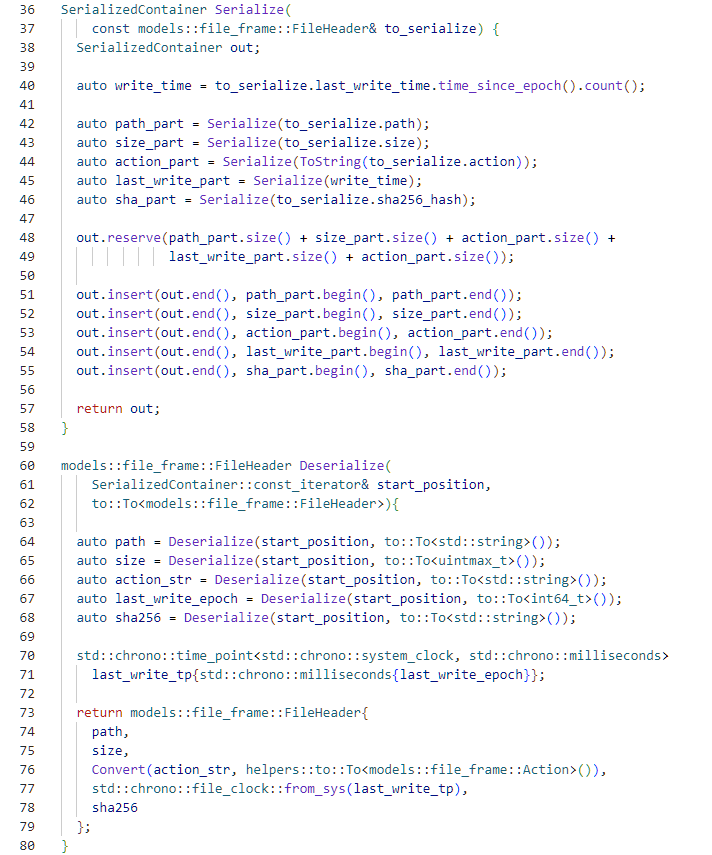 36 SerializedContainer Serialize(
37 const models::file_frame::FileHeader& to_serialize) {
38 SerializedContainer out;
39
40 auto write_time = to_serialize.last_write_time.time_since_epoch().count();
41
42 auto path_part = Serialize(to_serialize.path);
43 auto size_part = Serialize(to_serialize.size);
44 auto action_part = Serialize(ToString(to_serialize.action));
45 auto last_write_part = Serialize(write_time);
46 auto sha_part = Serialize(to_serialize.sha256_hash);
47
48 out.reserve(path_part.size() + size_part.size() + action_part.size() +
49 last_write_part.size() + action_part.size());
50
51 out.insert(out.end(), path_part.begin(), path_part.end());
52 out.insert(out.end(), size_part.begin(), size_part.end());
53 out.insert(out.end(), action_part.begin(), action_part.end());
54 out.insert(out.end(), last_write_part.begin(), last_write_part.end());
55 out.insert(out.end(), sha_part.begin(), sha_part.end());
56
57 return out;
58 }
59
60 models::file_frame::FileHeader Deserialize(
61 SerializedContainer::const_iterator& start_position,
62 to::To<models::file_frame::FileHeader>){
63
64 auto path = Deserialize(start_position, to::To<std::string>());
65 auto size = Deserialize(start_position, to::To<uintmax_t>());
66 auto action_str = Deserialize(start_position, to::To<std::string>());
67 auto last_write_epoch = Deserialize(start_position, to::To<int64_t>());
68 auto sha256 = Deserialize(start_position, to::To<std::string>());
69
70 std::chrono::time_point<std::chrono::system_clock, std::chrono::milliseconds>
71 last_write_tp{std::chrono::milliseconds{last_write_epoch}};
72
73 return models::file_frame::FileHeader{
74 path,
75 size,
76 Convert(action_str, helpers::to::To<models::file_frame::Action>()),
77 std::chrono::file_clock::from_sys(last_write_tp),
78 sha256
79 };
80 }